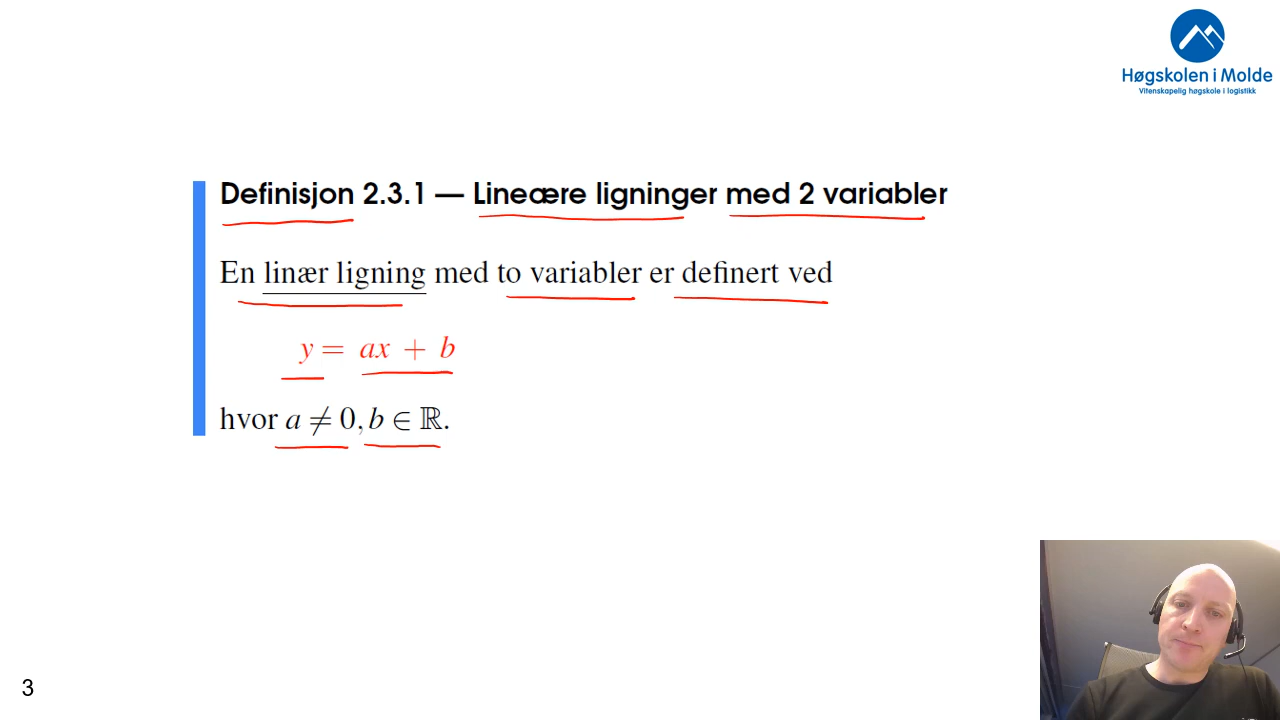 Høgskolen i Molde
Vitenskapelig høgskole i logistikk
Definisjon 2.3.1 — Lineære ligninger med 2 variabler
En linær ligning med to variabler er definert ved
y = ax + b
hvor a ≠ 0, b ∈ ℝ.
3